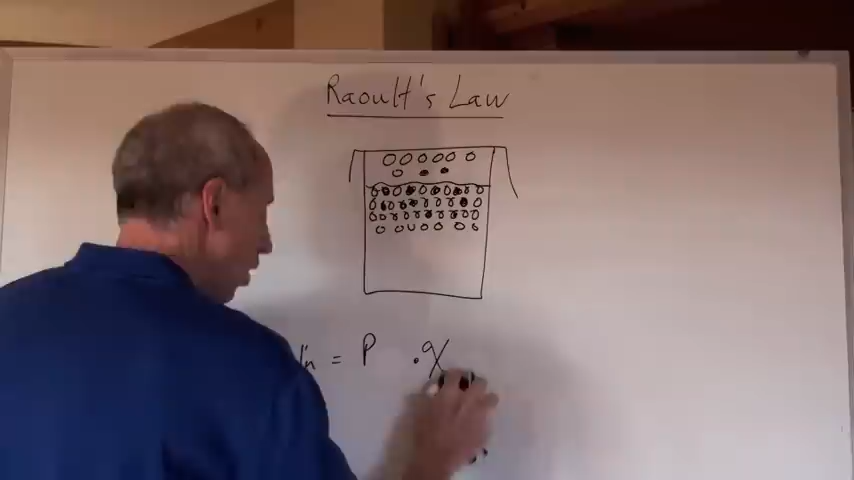 Raoult's Law
= P . χ